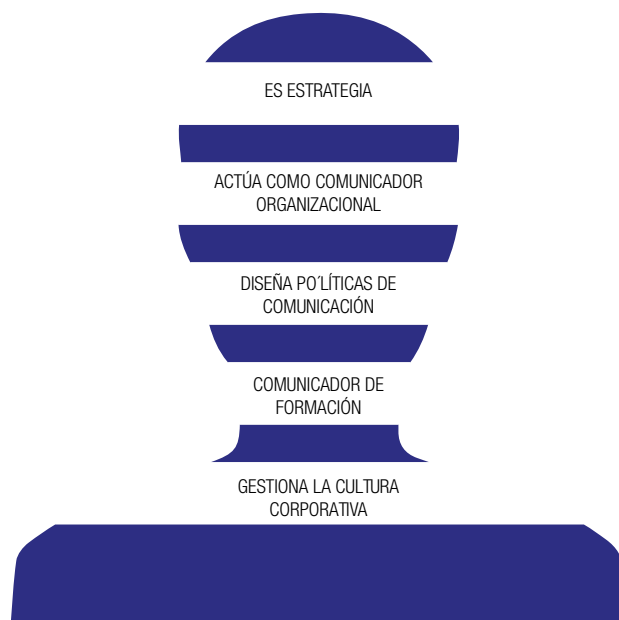 ES ESTRATEGIA
ACTÚA COMO COMUNICADOR
ORGANIZACIONAL
DISEÑA PO´LÍTICAS DE
COMUNICACIÓN
COMUNICADOR DE
FORMACIÓN
GESTIONA LA CULTURA
CORPORATIVA